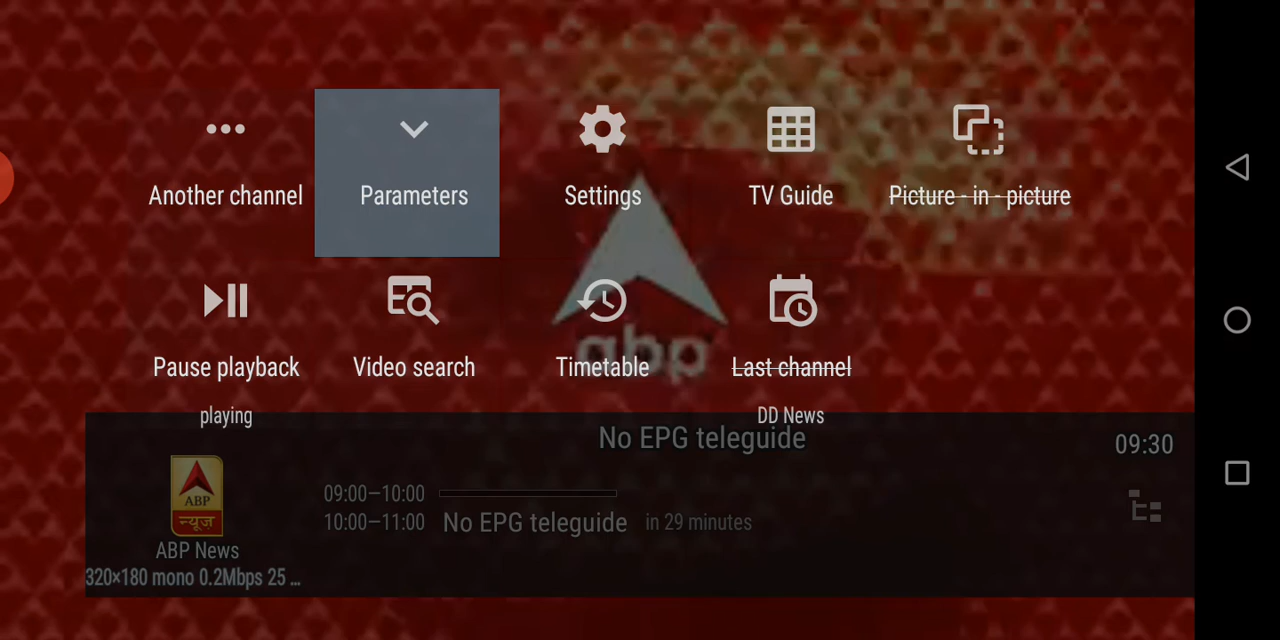 Another channel
Parameters
Settings
TV Guide
Picture - in - picture
abp
Pause playback
playing
Video search
Timetable
Last channel
DD News
No EPG teleguide
09:30
ABP
न्यूज़
ABP News
320×180 mono 0.2Mbps 25 ...
09:00—10:00
10:00—11:00 No EPG teleguide in 29 minutes